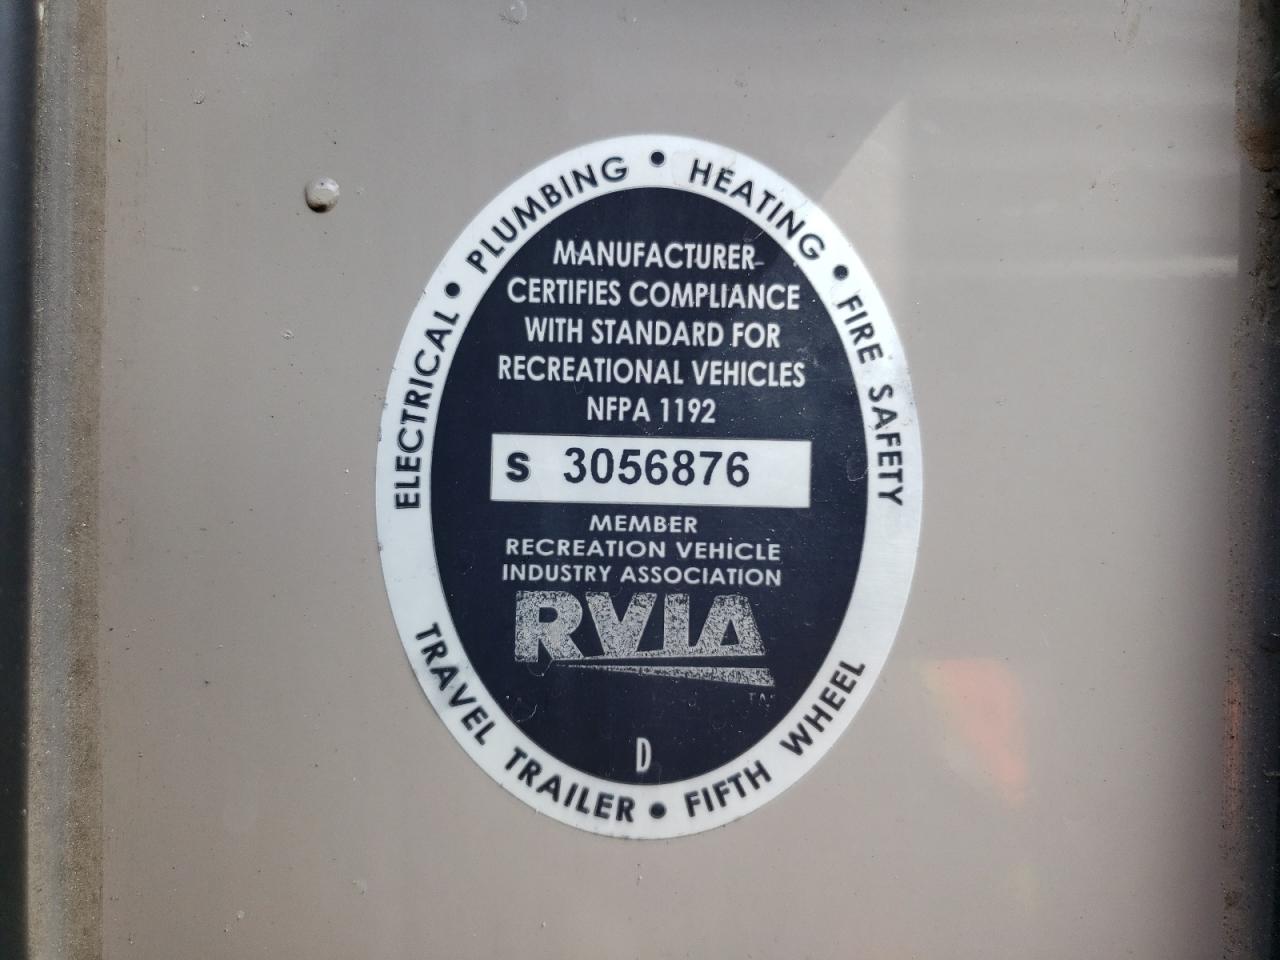 ELECTRICAL • PLUMBING • HEATING • FIRE SAFETY
MANUFACTURER
CERTIFIES COMPLIANCE
WITH STANDARD FOR
RECREATIONAL VEHICLES
NFPA 1192
S 3056876
MEMBER
RECREATION VEHICLE
INDUSTRY ASSOCIATION
RVIA
TM
D
TRAVEL TRAILER • FIFTH WHEEL